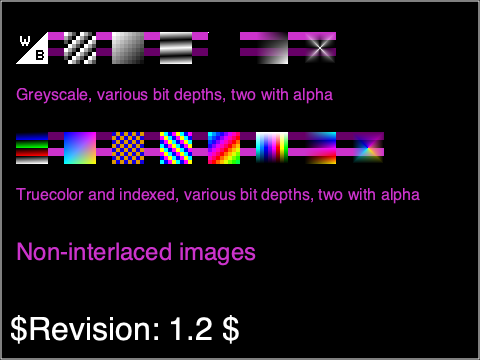 W
B
Greyscale, various bit depths, two with alpha
Truecolor and indexed, various bit depths, two with alpha
Non-interlaced images
$Revision: 1.2 $